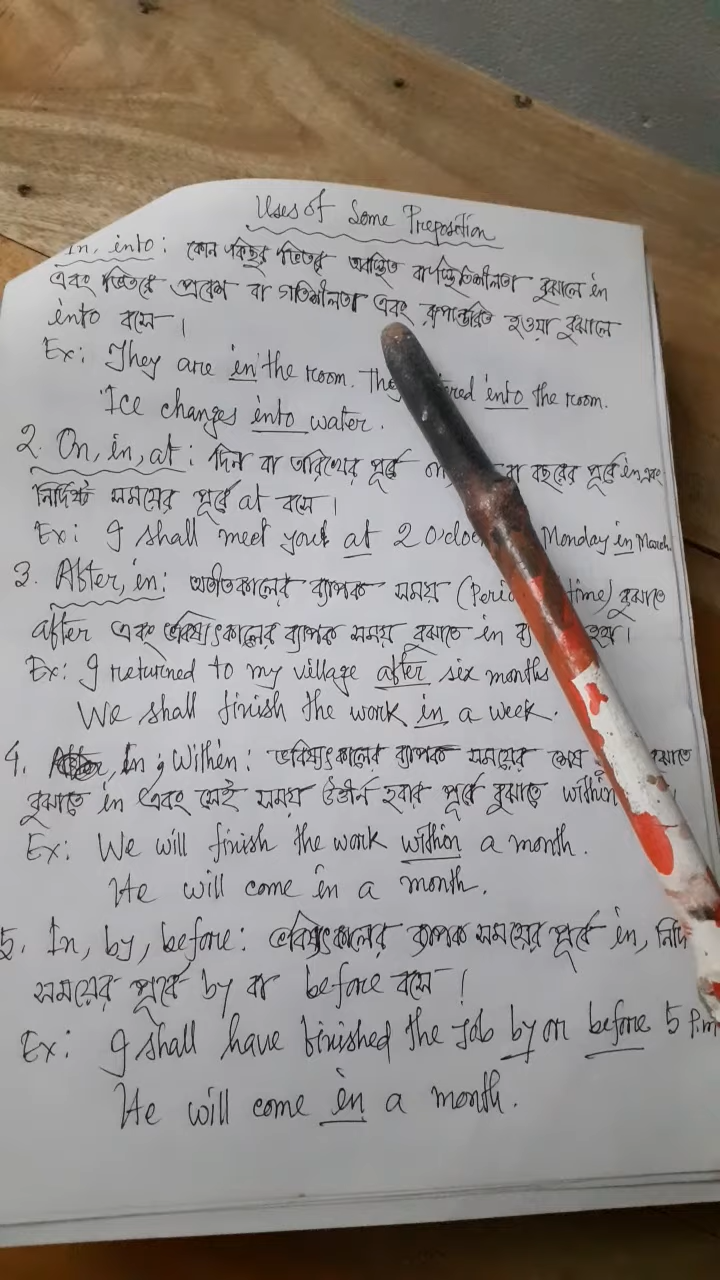 Uses of Some Preposition
In, into: কোন কিছুর ভিতরে অবস্থিত বা স্থিতিশীলতা বুঝালে in
এবং ভিতরে প্রবেশ বা গতিশীলতা এবং রূপান্তরিত হওয়া বুঝালে
into বসে।
Ex: They are in the room. They into the room.
Ice changes into water.
2. On, in, at: দিন বা তারিখের পূর্বে বা বছরের পূর্বে in এবং
নির্দিষ্ট সময়ের পূর্বে at বসে।
Ex: I shall meet you at 2 Monday in March.
3. After, in: অতীতকালের ব্যাপক সময় (time) বুঝাতে
after এবং ভবিষ্যৎকালের ব্যাপক সময় বুঝাতে in
Ex: I returned to my village after six months
We shall finish the work in a week.
4. In, Within: ভবিষ্যৎকালের ব্যাপক সময়ের শেষ বুঝাতে
বুঝাতে in এবং সেই সময় উত্তীর্ন হবার পূর্বে বুঝাতে within
Ex: We will finish the work within a month.
He will come in a month.
5. In, by, before: ভবিষ্যৎকালের ব্যাপক সময়ের পূর্বে in,
সময়ের পূর্বে by বা before বসে।
Ex: I shall have finished the job by or before 5 P.m
He will come in a month.